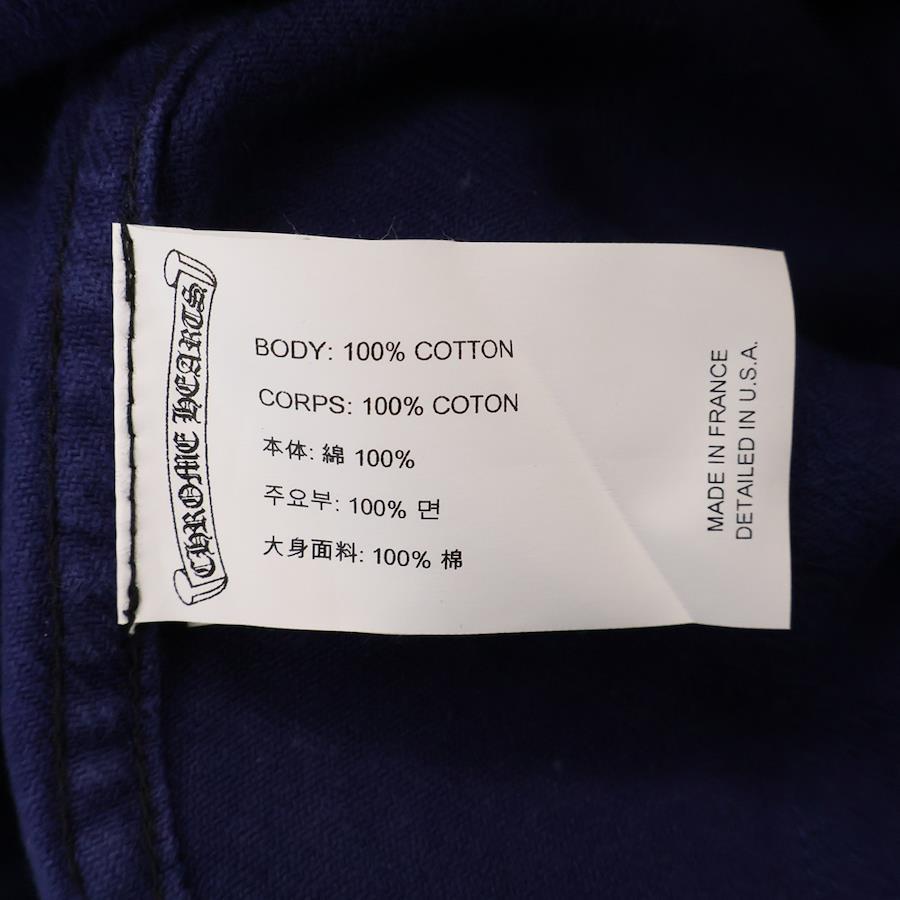 CHROME HEARTS
BODY: 100% COTTON
CORPS: 100% COTON
本体: 綿 100%
주요부: 100% 면
大身面料: 100% 棉
MADE IN FRANCE
DETAILED IN U.S.A.